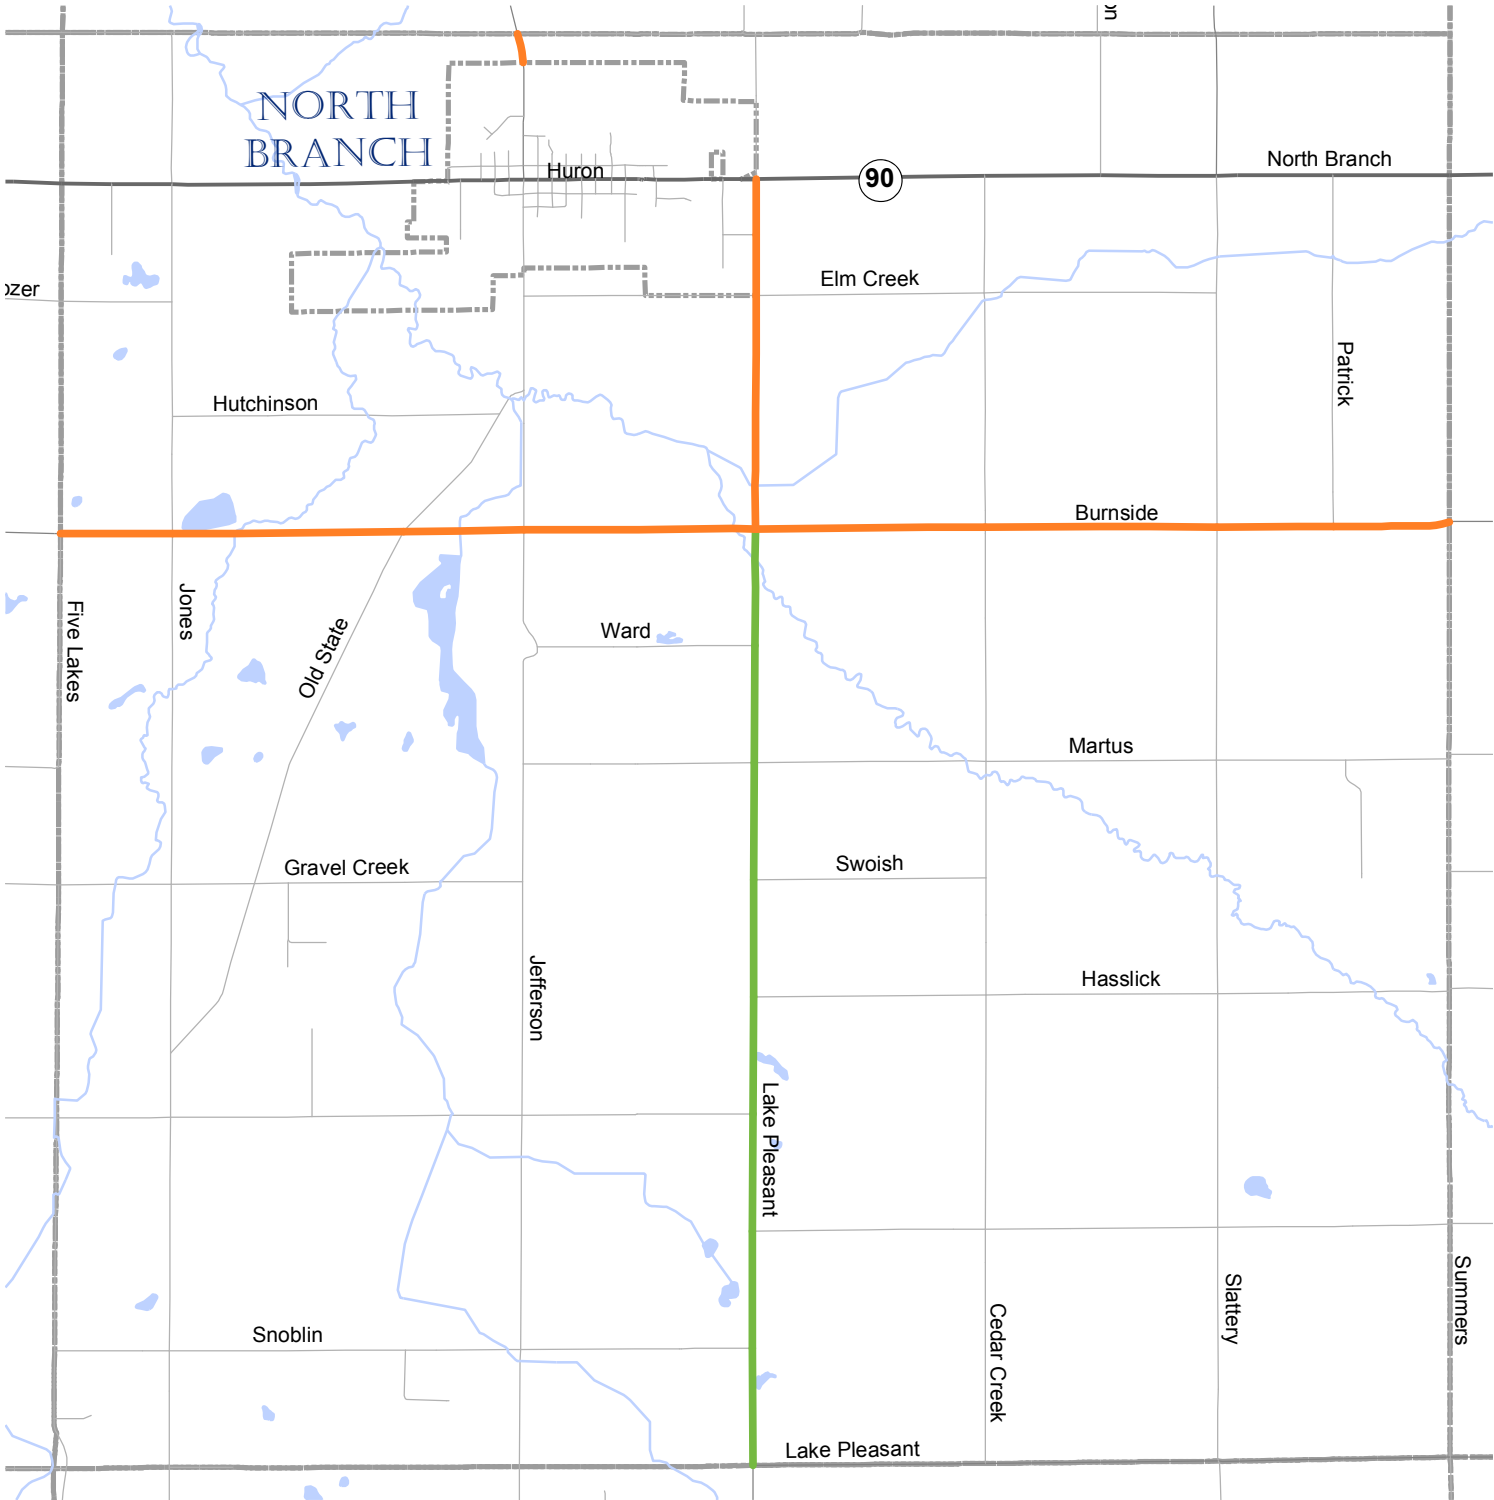 NORTH
BRANCH
Huron
90
North Branch
Elm Creek
Patrick
Hutchinson
Burnside
Five Lakes
Jones
Old State
Ward
Martus
Gravel Creek
Swoish
Jefferson
Hasslick
Lake Pleasant
Snoblin
Cedar Creek
Slattery
Summers
Lake Pleasant